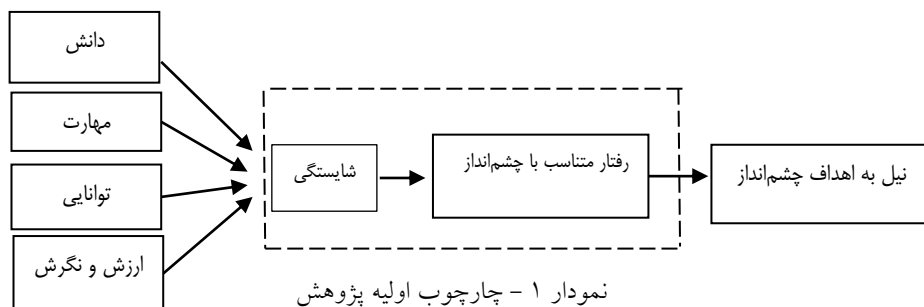 دانش
مهارت
توانایی
ارزش و نگرش
شایستگی
رفتار متناسب با چشم‌انداز
نیل به اهداف چشم‌انداز
نمودار ۱ - چارچوب اولیه پژوهش